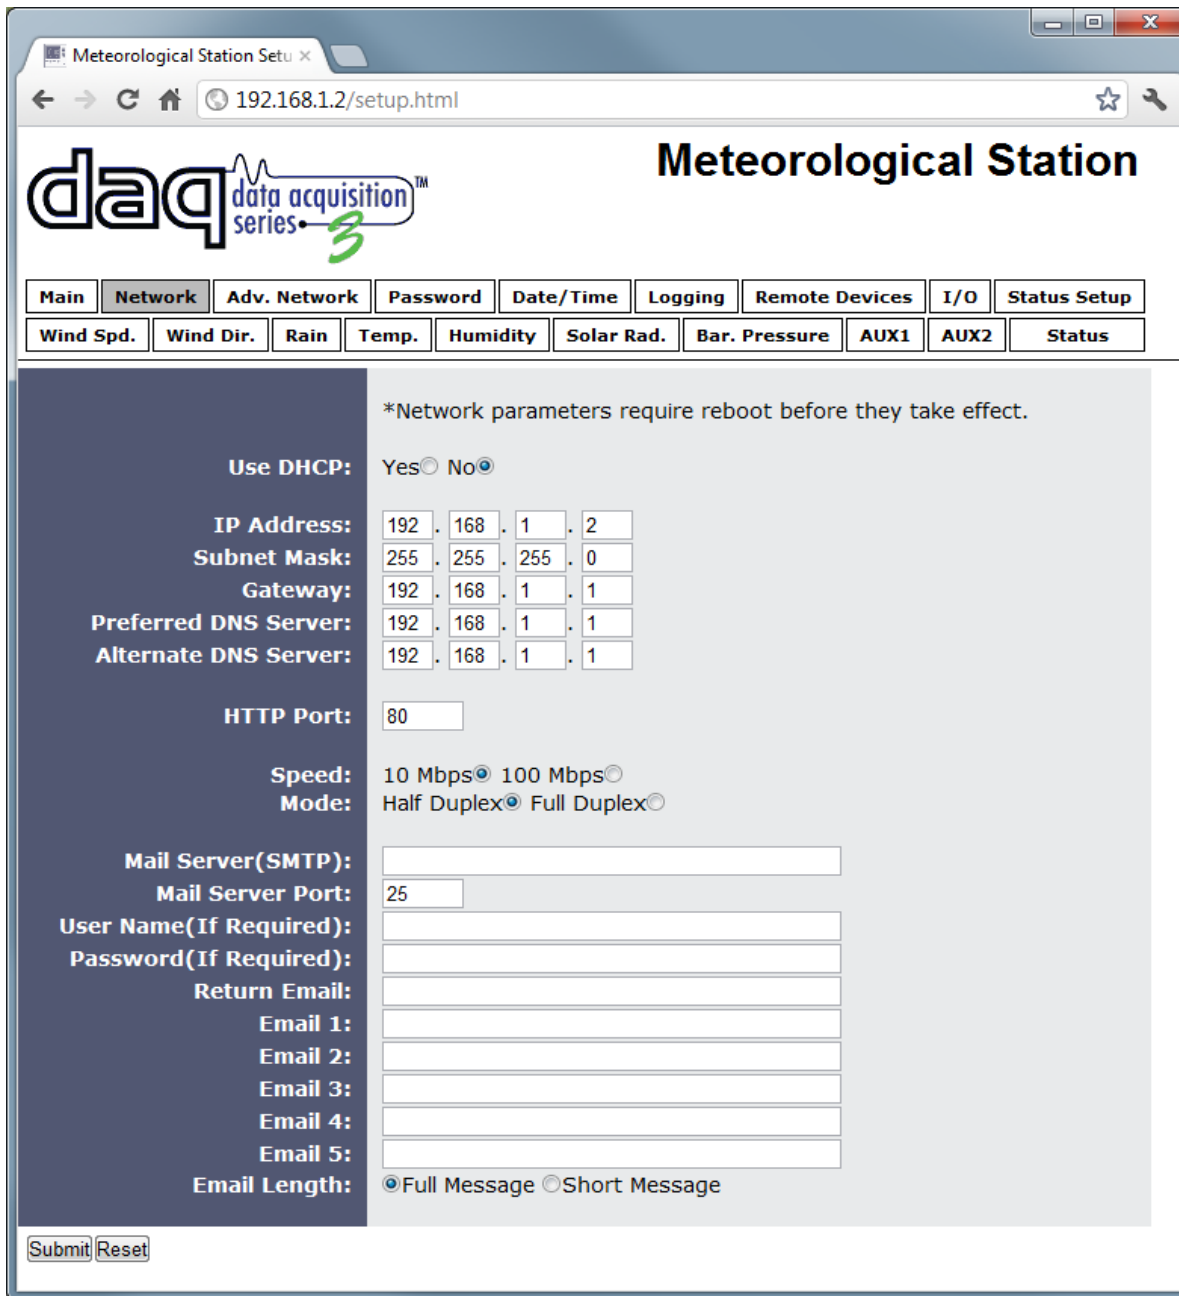 Meteorological Station Setu
192.168.1.2/setup.html
daq data acquisition series 3 ™
Meteorological Station
Main Network Adv. Network Password Date/Time Logging Remote Devices I/O Status Setup
Wind Spd. Wind Dir. Rain Temp. Humidity Solar Rad. Bar. Pressure AUX1 AUX2 Status
*Network parameters require reboot before they take effect.
Use DHCP: Yes No
IP Address: 192 . 168 . 1 . 2
Subnet Mask: 255 . 255 . 255 . 0
Gateway: 192 . 168 . 1 . 1
Preferred DNS Server: 192 . 168 . 1 . 1
Alternate DNS Server: 192 . 168 . 1 . 1
HTTP Port: 80
Speed: 10 Mbps 100 Mbps
Mode: Half Duplex Full Duplex
Mail Server(SMTP):
Mail Server Port: 25
User Name(If Required):
Password(If Required):
Return Email:
Email 1:
Email 2:
Email 3:
Email 4:
Email 5:
Email Length: Full Message Short Message
Submit Reset